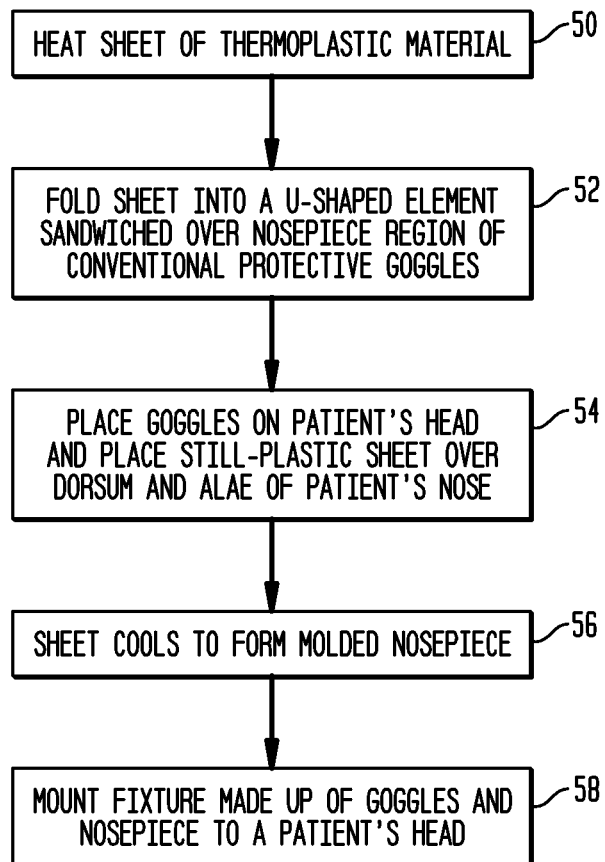 HEAT SHEET OF THERMOPLASTIC MATERIAL
50
FOLD SHEET INTO A U-SHAPED ELEMENT
SANDWICHED OVER NOSEPIECE REGION OF
CONVENTIONAL PROTECTIVE GOGGLES
52
PLACE GOGGLES ON PATIENT'S HEAD
AND PLACE STILL-PLASTIC SHEET OVER
DORSUM AND ALAE OF PATIENT'S NOSE
54
SHEET COOLS TO FORM MOLDED NOSEPIECE
56
MOUNT FIXTURE MADE UP OF GOGGLES AND
NOSEPIECE TO A PATIENT'S HEAD
58